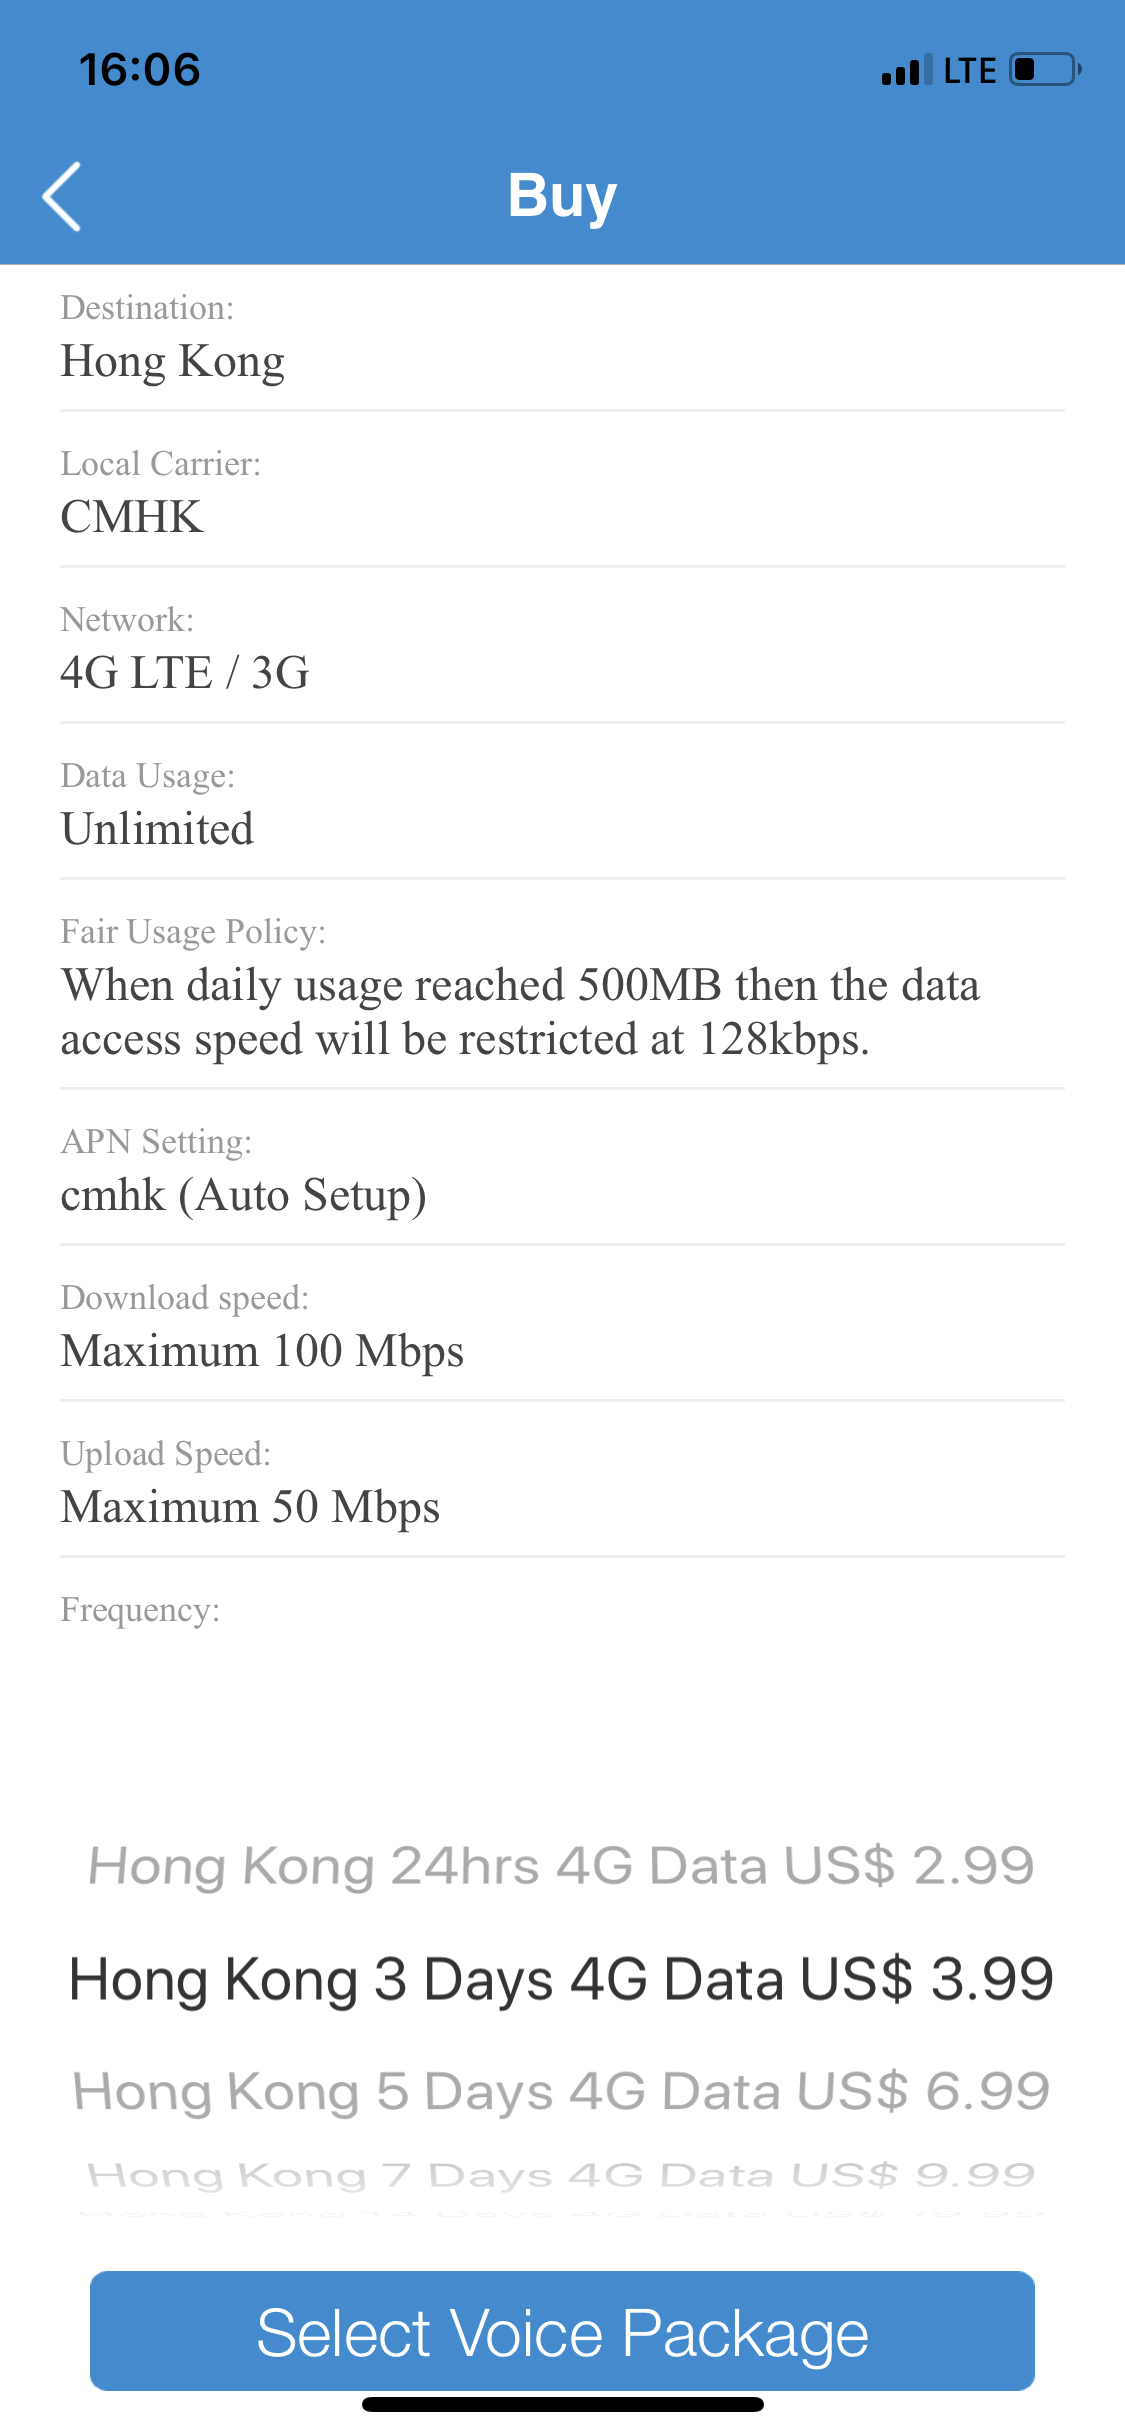 16:06
LTE
Buy
Destination:
Hong Kong
Local Carrier:
CMHK
Network:
4G LTE / 3G
Data Usage:
Unlimited
Fair Usage Policy:
When daily usage reached 500MB then the data
access speed will be restricted at 128kbps.
APN Setting:
cmhk (Auto Setup)
Download speed:
Maximum 100 Mbps
Upload Speed:
Maximum 50 Mbps
Frequency:
Hong Kong 24hrs 4G Data US$ 2.99
Hong Kong 3 Days 4G Data US$ 3.99
Hong Kong 5 Days 4G Data US$ 6.99
Hong Kong 7 Days 4G Data US$ 9.99
Select Voice Package